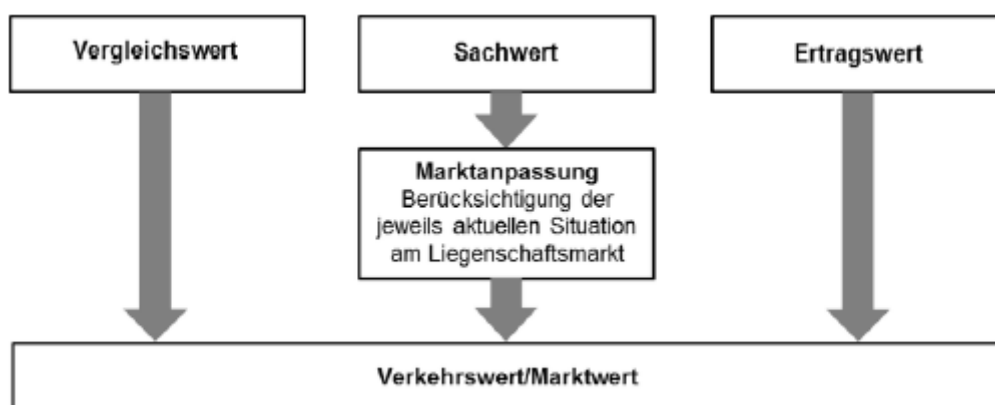 Vergleichswert
Sachwert
Ertragswert
Marktanpassung
Berücksichtigung der
jeweils aktuellen Situation
am Liegenschaftsmarkt
Verkehrswert/Marktwert